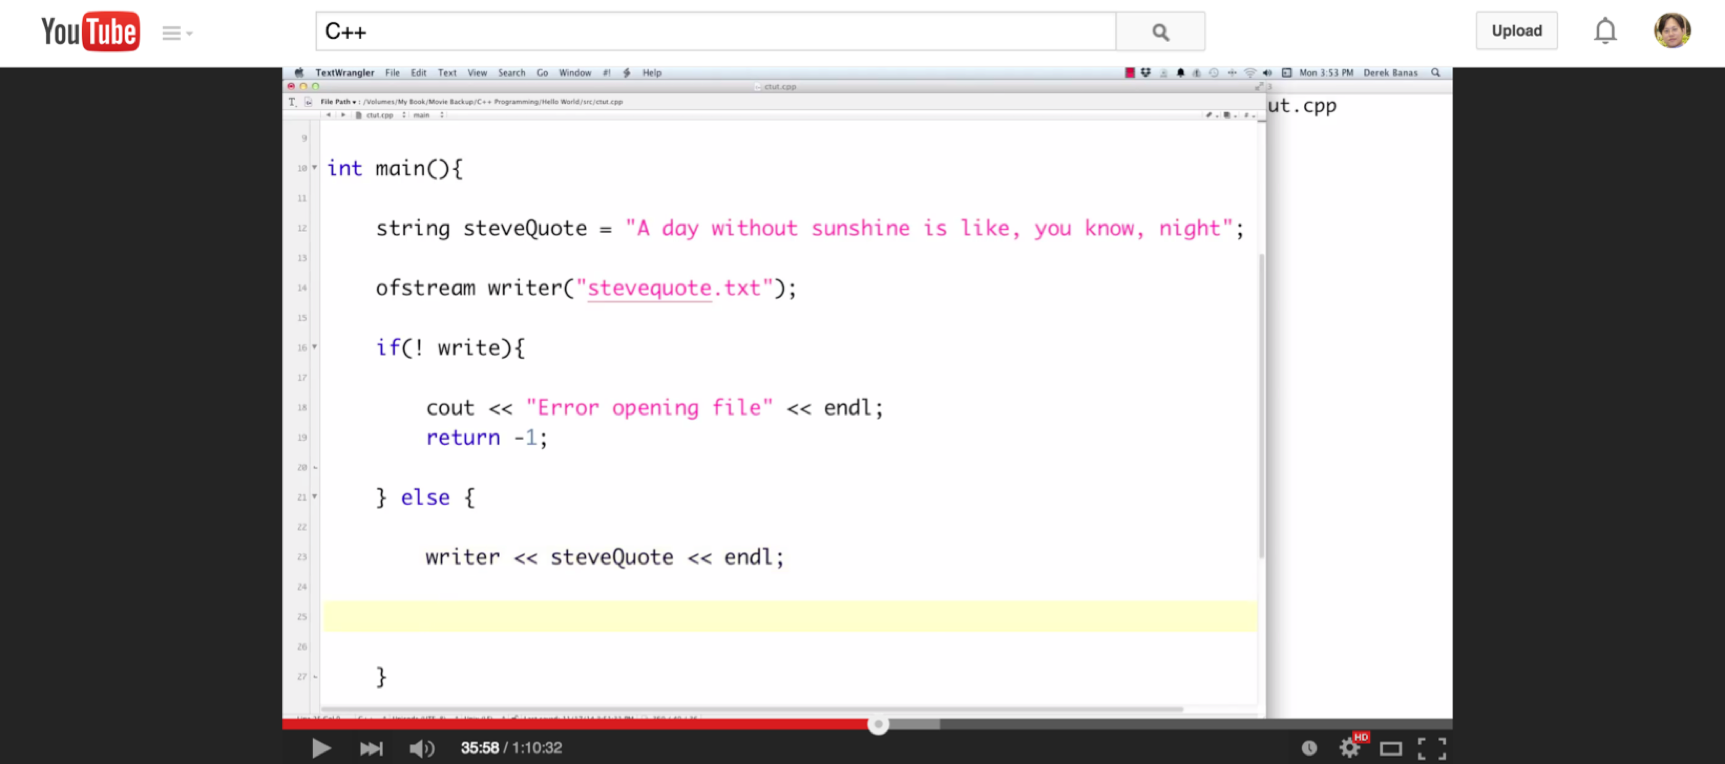 YouTube C++ Upload
TextWrangler File Edit Text View Search Go Window #! Help Mon 3:53 PM Derek Banas
ctut.cpp
File Path ▾ : /Volumes/My Book/Movie Backup/C++ Programming/Hello World/src/ctut.cpp
ut.cpp
ctut.cpp main
9
10 int main(){
11
12 string steveQuote = "A day without sunshine is like, you know, night";
13
14 ofstream writer("stevequote.txt");
15
16 if(! write){
17
18 cout << "Error opening file" << endl;
19 return -1;
20
21 } else {
22
23 writer << steveQuote << endl;
24
25
26
27 }
35:58 / 1:10:32 HD